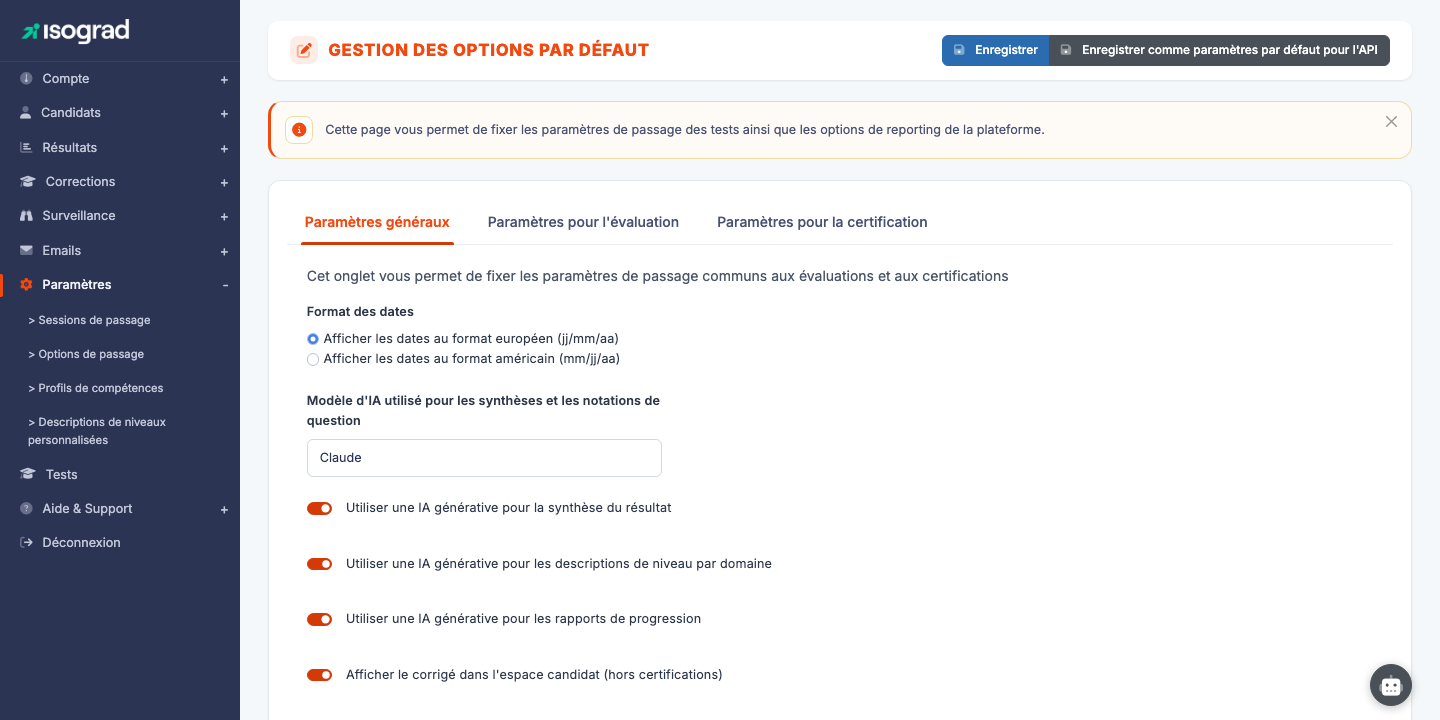 isograd
Compte +
Candidats +
Résultats +
Corrections +
Surveillance +
Emails +
Paramètres -
> Sessions de passage
> Options de passage
> Profils de compétences
> Descriptions de niveaux
personnalisées
Tests
Aide & Support +
Déconnexion
GESTION DES OPTIONS PAR DÉFAUT
Enregistrer
Enregistrer comme paramètres par défaut pour l'API
Cette page vous permet de fixer les paramètres de passage des tests ainsi que les options de reporting de la plateforme.
Paramètres généraux
Paramètres pour l'évaluation
Paramètres pour la certification
Cet onglet vous permet de fixer les paramètres de passage communs aux évaluations et aux certifications
Format des dates
Afficher les dates au format européen (jj/mm/aa)
Afficher les dates au format américain (mm/jj/aa)
Modèle d'IA utilisé pour les synthèses et les notations de
question
Claude
Utiliser une IA générative pour la synthèse du résultat
Utiliser une IA générative pour les descriptions de niveau par domaine
Utiliser une IA générative pour les rapports de progression
Afficher le corrigé dans l'espace candidat (hors certifications)